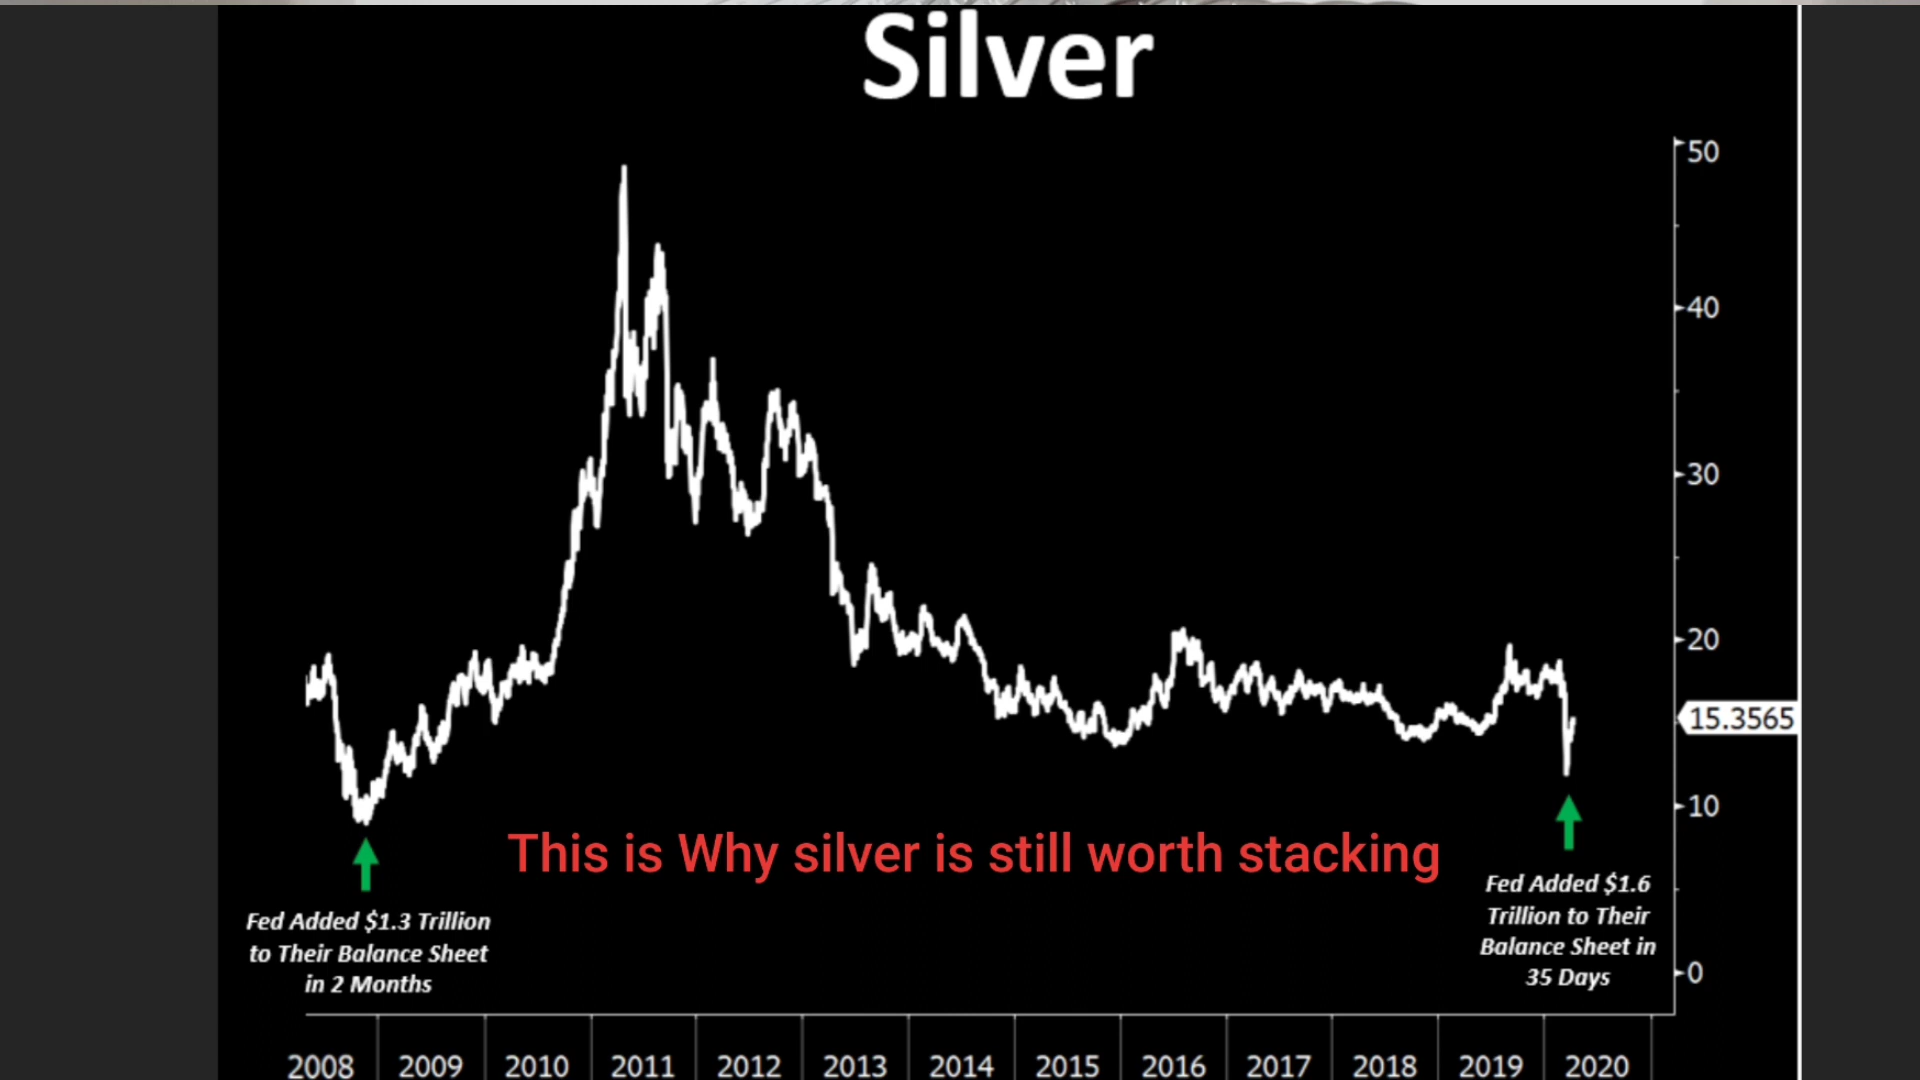 Silver
50
40
30
20
15.3565
10
0
This is Why silver is still worth stacking
Fed Added $1.3 Trillion
to Their Balance Sheet
in 2 Months
Fed Added $1.6
Trillion to Their
Balance Sheet in
35 Days
2008 2009 2010 2011 2012 2013 2014 2015 2016 2017 2018 2019 2020